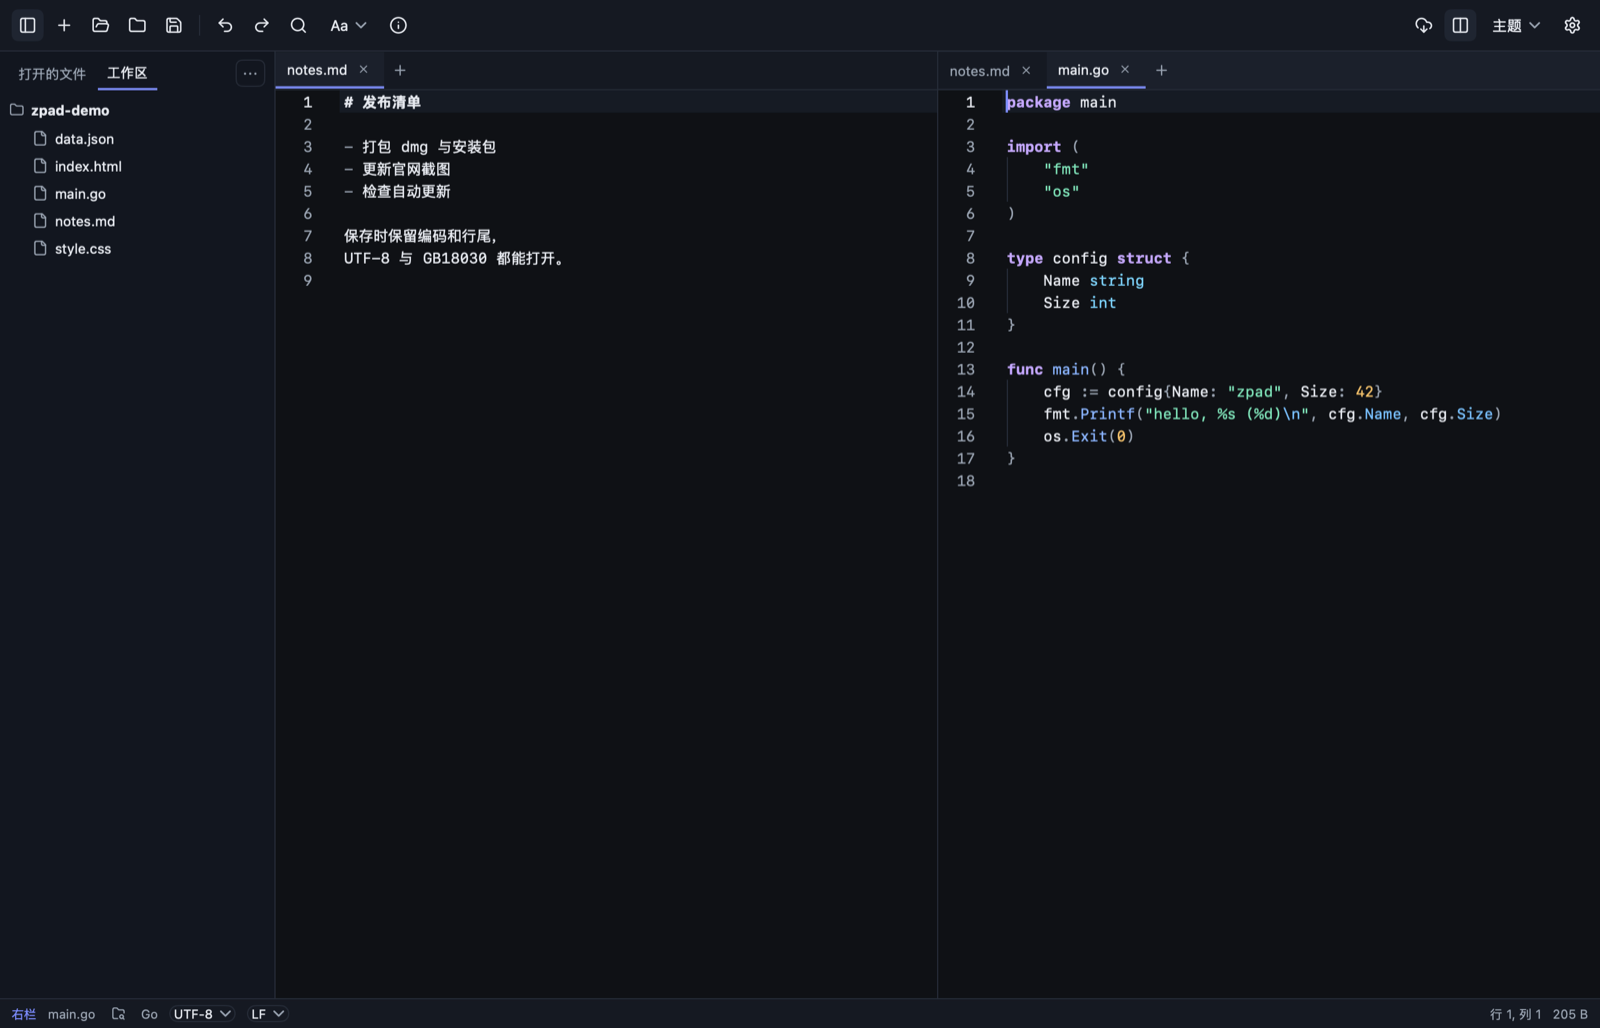 Aa
主题
打开的文件 工作区 ...
zpad-demo
data.json
index.html
main.go
notes.md
style.css
notes.md × +
1 # 发布清单
2
3 - 打包 dmg 与安装包
4 - 更新官网截图
5 - 检查自动更新
6
7 保存时保留编码和行尾，
8 UTF-8 与 GB18030 都能打开。
9
notes.md × main.go × +
1 package main
2
3 import (
4     "fmt"
5     "os"
6 )
7
8 type config struct {
9     Name string
10     Size int
11 }
12
13 func main() {
14     cfg := config{Name: "zpad", Size: 42}
15     fmt.Printf("hello, %s (%d)\n", cfg.Name, cfg.Size)
16     os.Exit(0)
17 }
18
右栏 main.go Go UTF-8 LF
行 1, 列 1 205 B